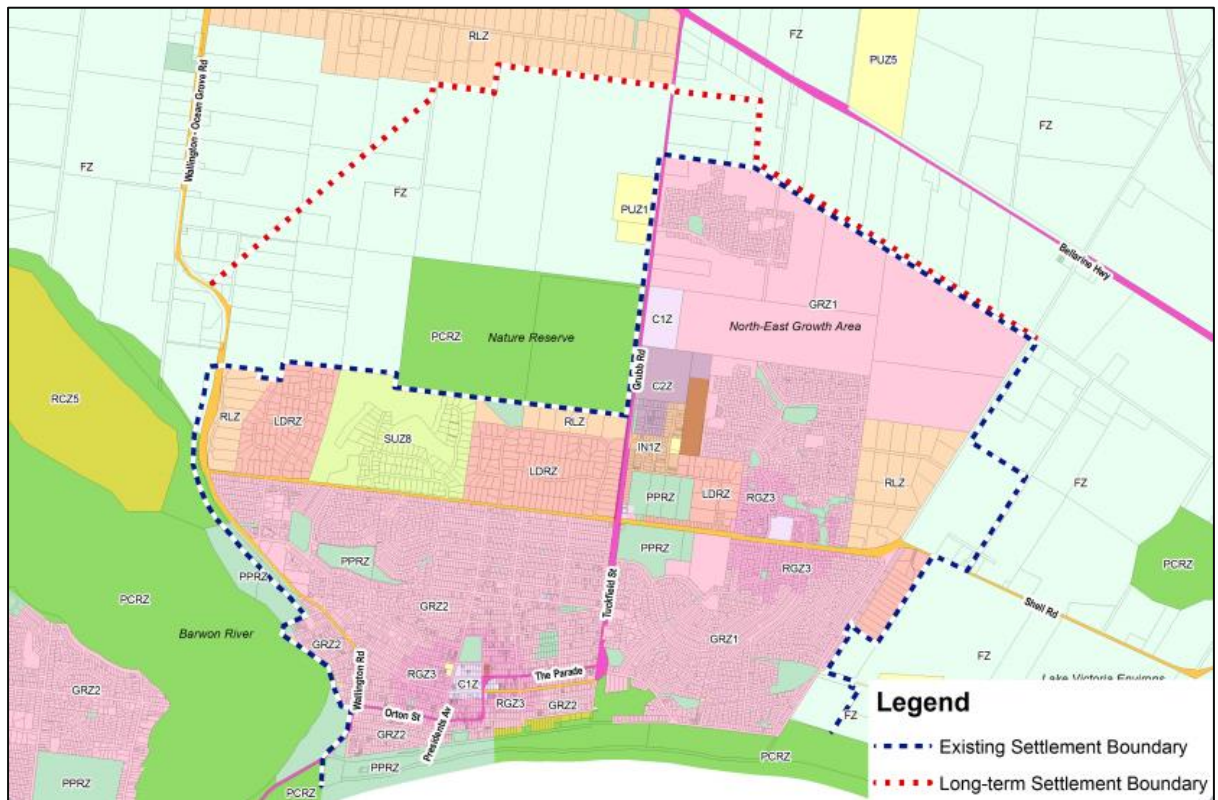 RLZ
FZ
PUZ5
FZ
Wallington - Ocean Grove Rd
FZ
FZ
PUZ1
Bellarine Hwy
GRZ1
C1Z
North-East Growth Area
Nature Reserve
PCRZ
Grubb Rd
C2Z
RCZ5
RLZ
LDRZ
SUZ8
RLZ
IN1Z
LDRZ
PPRZ
LDRZ
RGZ3
RLZ
FZ
PPRZ
PPRZ
RGZ3
PCRZ
PPRZ
PCRZ
Tuckfield St
Shell Rd
GRZ2
Barwon River
GRZ2
GRZ1
FZ
GRZ2
RGZ3
C1Z
The Parade
Wallington Rd
Lake Victoria Environs
Orton St
Presidents Av
RGZ3
GRZ2
GRZ2
FZ
PPRZ
PPRZ
PCRZ
PCRZ
Legend
Existing Settlement Boundary
Long-term Settlement Boundary